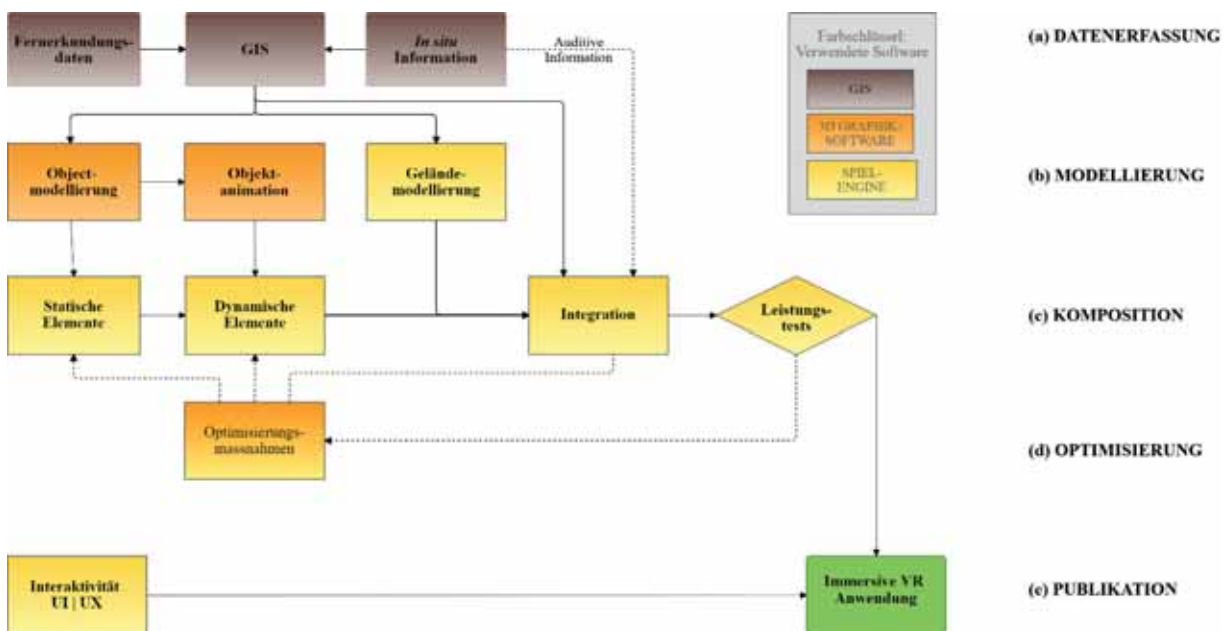 Fernerkundungs-
daten
GIS
In situ
Information
Auditive
Information
Farbschlüssel:
Verwendete Software
GIS
3D GRAPHIK-
SOFTWARE
SPIEL-
ENGINE
(a) DATENERFASSUNG
Object-
modellierung
Objekt-
animation
Gelände-
modellierung
(b) MODELLIERUNG
Statische
Elemente
Dynamische
Elemente
Integration
Leistungs-
tests
(c) KOMPOSITION
Optimisierungs-
massnahmen
(d) OPTIMISIERUNG
Interaktivität
UI | UX
Immersive VR
Anwendung
(e) PUBLIKATION